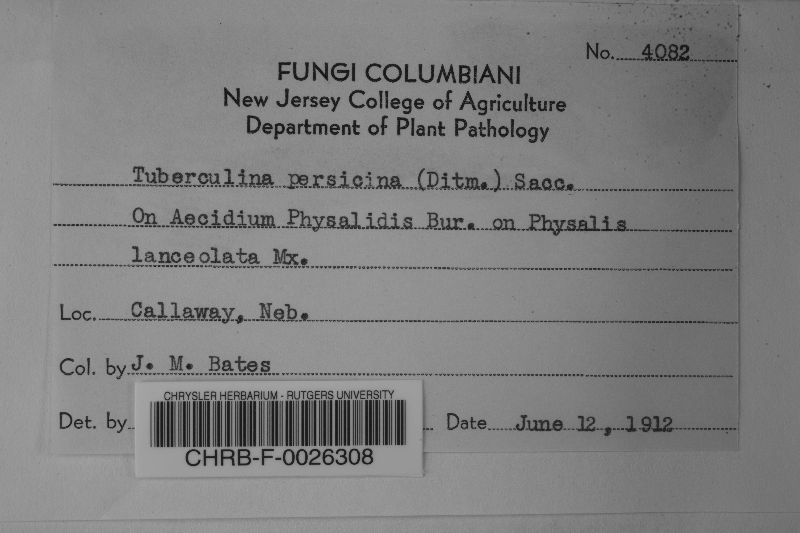 No. 4082
FUNGI COLUMBIANI
New Jersey College of Agriculture
Department of Plant Pathology
Tuberculina persicina (Ditm.) Sacc.
On Aecidium Physalidis Bur. on Physalis
lanceolata Mx.
Loc. Callaway, Neb.
Col. by J. M. Bates
Det. by Date June 12, 1912
CHRYSLER HERBARIUM - RUTGERS UNIVERSITY
CHRB-F-0026308